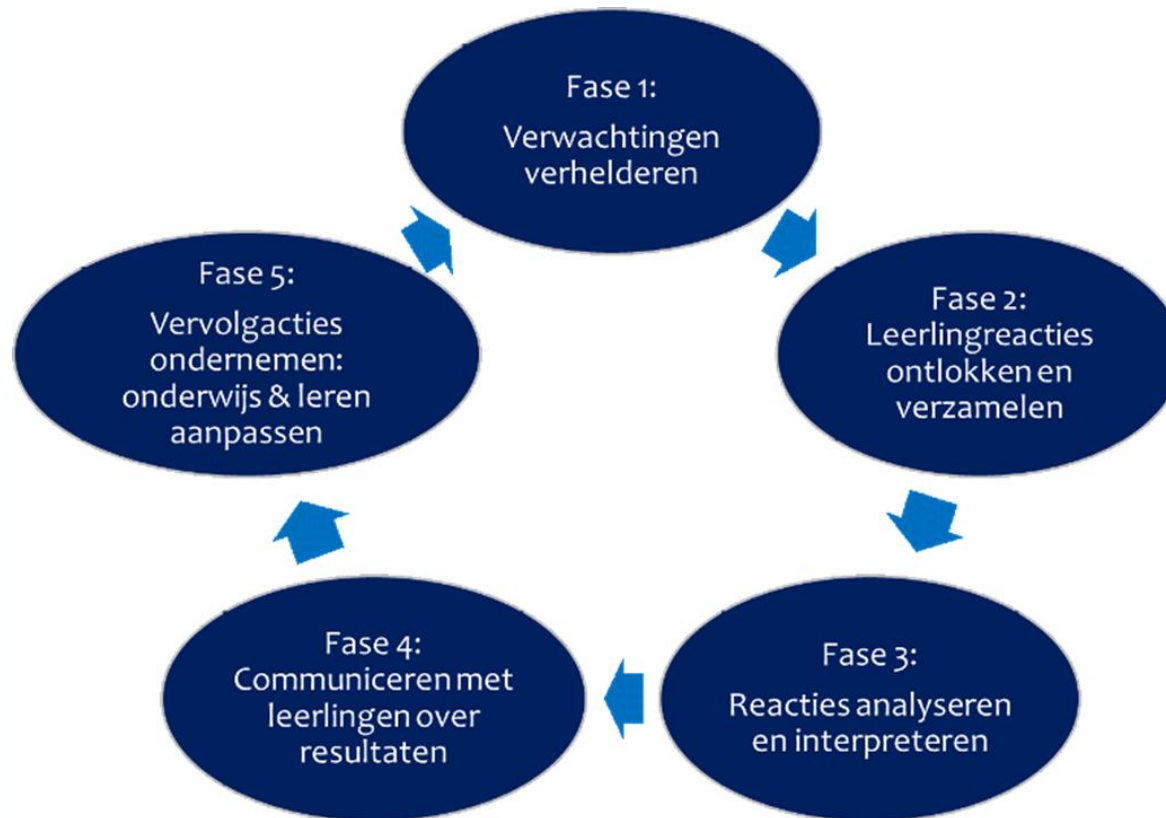 Fase 1:
Verwachtingen
verhelderen
Fase 2:
Leerlingreacties
ontlokken en
verzamelen
Fase 3:
Reacties analyseren
en interpreteren
Fase 4:
Communiceren met
leerlingen over
resultaten
Fase 5:
Vervolgacties
ondernemen:
onderwijs & leren
aanpassen